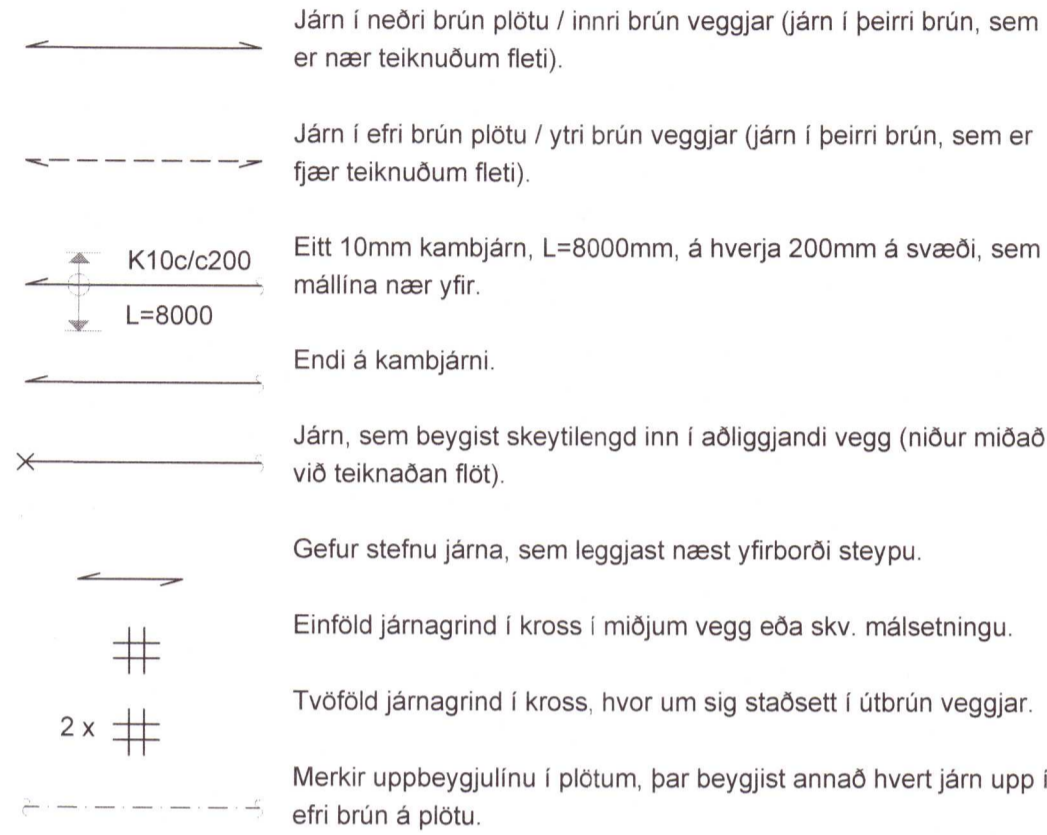 Járn í neðri brún plötu / innri brún veggjar (járn í þeirri brún, sem
er nær teiknuðum fleti).
Járn í efri brún plötu / ytri brún veggjar (járn í þeirri brún, sem er
fjær teiknuðum fleti).
K10c/c200
L=8000
Eitt 10mm kambjárn, L=8000mm, á hverja 200mm á svæði, sem
mállína nær yfir.
Endi á kambjárni.
Járn, sem beygist skeytilengd inn í aðliggjandi vegg (niður miðað
við teiknaðan flöt).
Gefur stefnu járna, sem leggjast næst yfirborði steypu.
Einföld járnagrind í kross í miðjum vegg eða skv. málsetningu.
2 x
Tvöföld járnagrind í kross, hvor um sig staðsett í útbrún veggjar.
Merkir uppbeygjulínu í plötum, þar beygjist annað hvert járn upp í
efri brún á plötu.